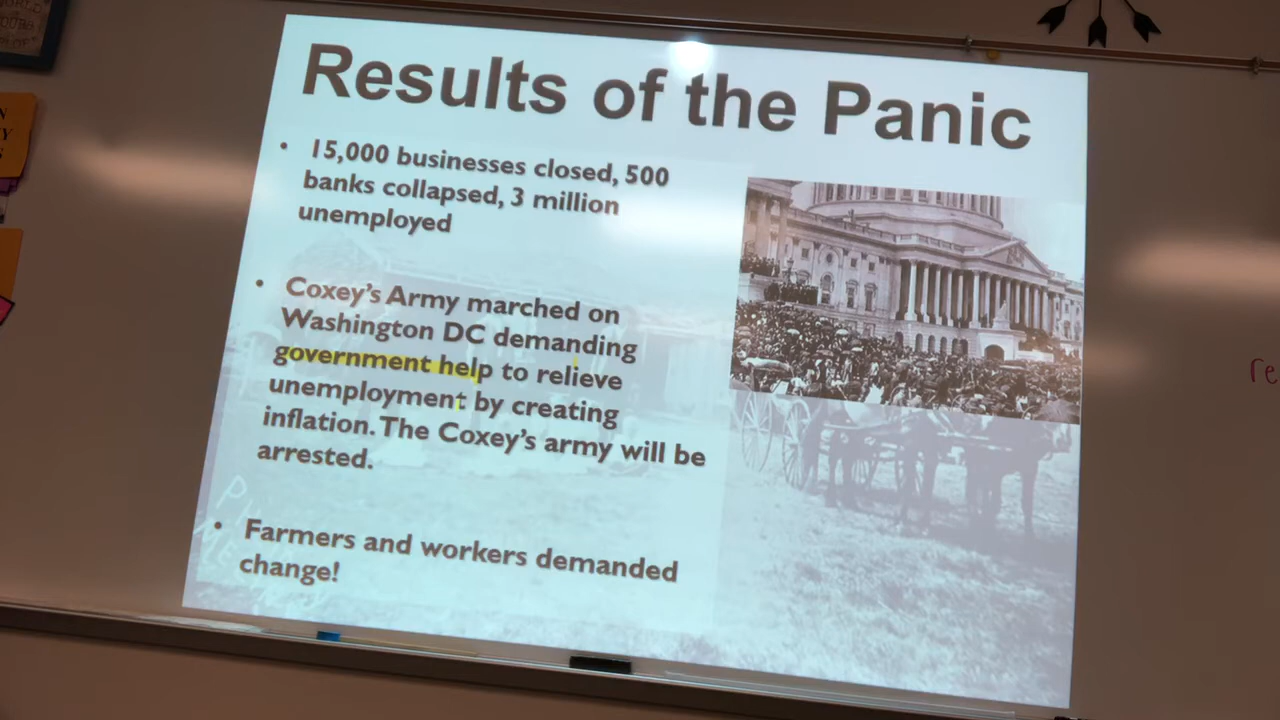 Results of the Panic
• 15,000 businesses closed, 500
banks collapsed, 3 million
unemployed
• Coxey's Army marched on
Washington DC demanding
government help to relieve
unemployment by creating
inflation. The Coxey's army will be
arrested.
• Farmers and workers demanded
change!
re